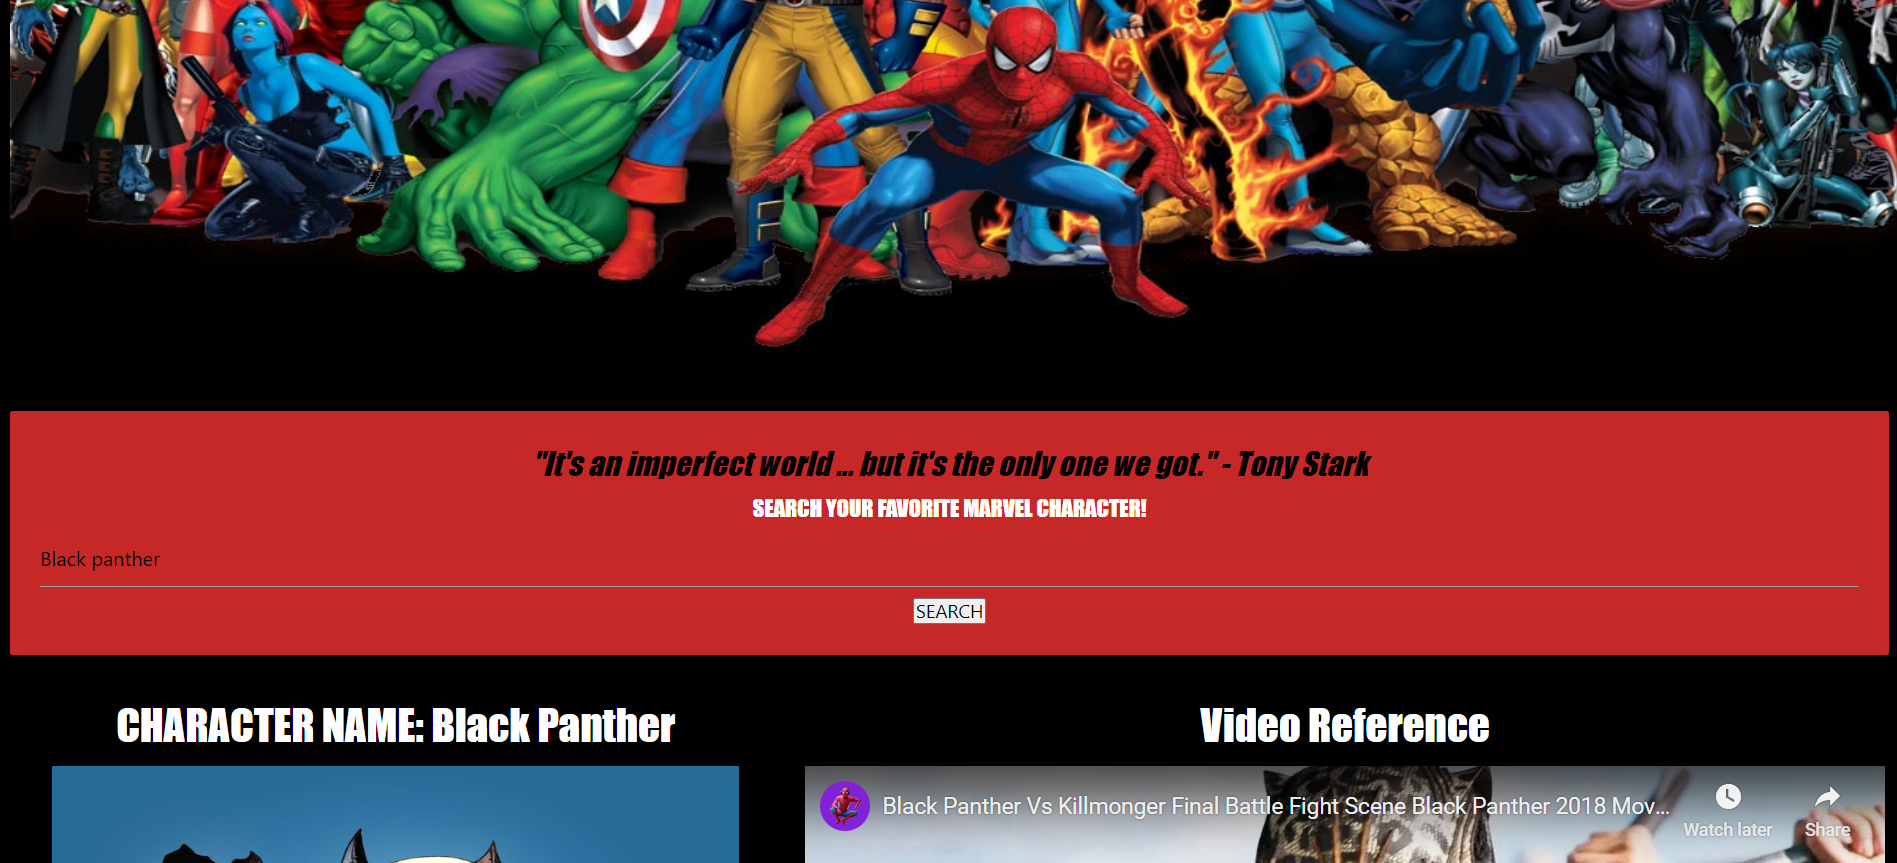 "It's an imperfect world ... but it's the only one we got." - Tony Stark
SEARCH YOUR FAVORITE MARVEL CHARACTER!
Black panther
SEARCH
CHARACTER NAME: Black Panther
Video Reference
Black Panther Vs Killmonger Final Battle Fight Scene Black Panther 2018 Mov...
Watch later
Share